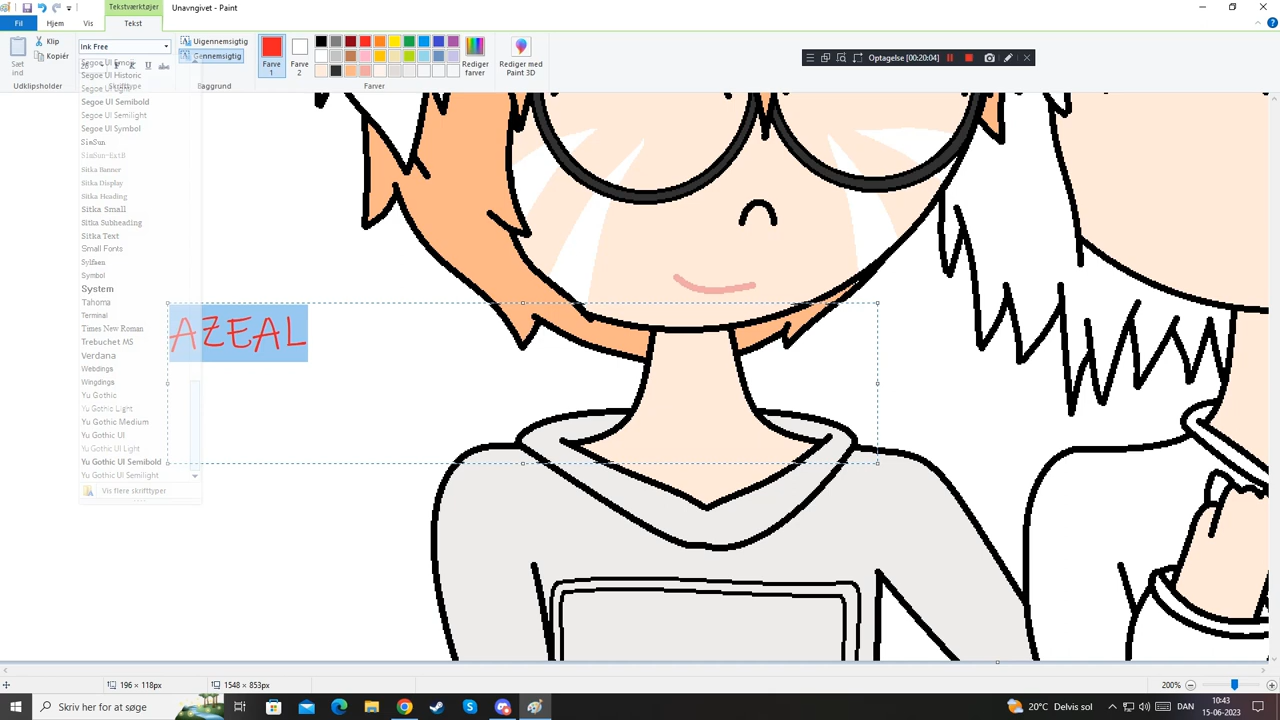 Tekstværktøjer
Unavngivet - Paint
Fil
Hjem
Vis
Tekst
Sæt ind
Klip
Kopiér
Udklipsholder
Ink Free
Skrifttype
Uigennemsigtig
Gennemsigtig
Baggrund
Farve 1
Farve 2
Rediger farver
Farver
Rediger med Paint 3D
Optagelse [00:20:04]
Segoe UI Historic
Segoe UI Semibold
Segoe UI Semilight
Segoe UI Symbol
SimSun
SimSun-ExtB
Sitka Banner
Sitka Display
Sitka Heading
Sitka Small
Sitka Subheading
Sitka Text
Small Fonts
Sylfaen
Symbol
System
Tahoma
Terminal
Times New Roman
Trebuchet MS
Verdana
Webdings
Wingdings
Yu Gothic
Yu Gothic Light
Yu Gothic Medium
Yu Gothic UI
Yu Gothic UI Light
Yu Gothic UI Semibold
Yu Gothic UI Semilight
Vis flere skrifttyper
AZEAL
196 × 118px
1548 × 853px
200%
Skriv her for at søge
20°C Delvis sol
DAN
10:43
15-06-2023